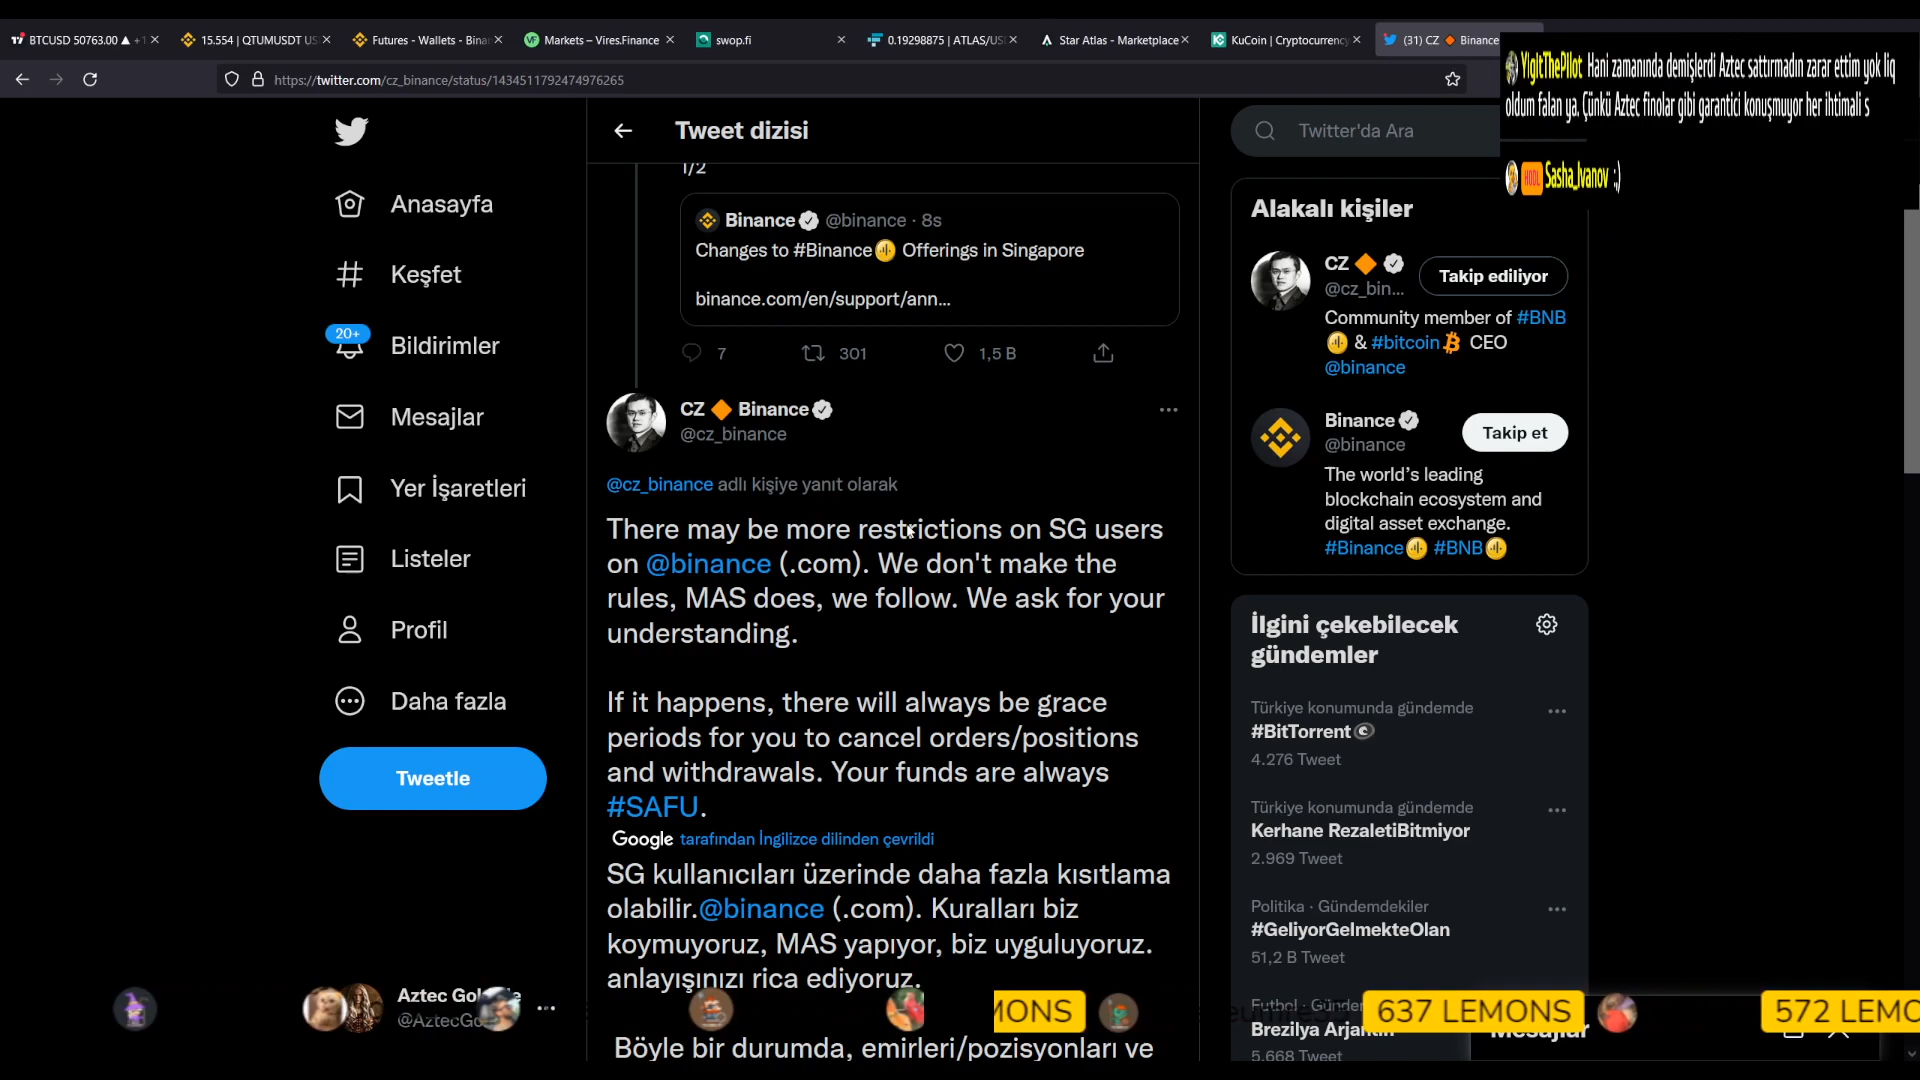 BTCUSD 50763.00 ▲ +1
15.554 | QTUMUSDT US
Futures - Wallets - Bina
Markets – Vires.Finance
swop.fi
0.19298875 | ATLAS/US
Star Atlas - Marketplace
KuCoin | Cryptocurrency
(31) CZ 🔶 Binance
https://twitter.com/cz_binance/status/1434511792474976265
YigitThePilot Hani zamanında demişlerdi Aztec sattırmadın zarar ettim yok liq
oldum falan ya. Çünkü Aztec finolar gibi garantici konuşmuyor her ihtimali s
HODL Sasha_Ivanov ;)
Anasayfa
Keşfet
20+
Bildirimler
Mesajlar
Yer İşaretleri
Listeler
Profil
Daha fazla
Tweetle
Aztec Gol
@AztecGo
Tweet dizisi
1/2
Binance @binance · 8s
Changes to #Binance Offerings in Singapore
binance.com/en/support/ann...
7 301 1,5 B
CZ 🔶 Binance
@cz_binance
@cz_binance adlı kişiye yanıt olarak
There may be more restrictions on SG users
on @binance (.com). We don't make the
rules, MAS does, we follow. We ask for your
understanding.
If it happens, there will always be grace
periods for you to cancel orders/positions
and withdrawals. Your funds are always
#SAFU.
Google tarafından İngilizce dilinden çevrildi
SG kullanıcıları üzerinde daha fazla kısıtlama
olabilir.@binance (.com). Kuralları biz
koymuyoruz, MAS yapıyor, biz uyguluyoruz.
anlayışınızı rica ediyoruz.
Böyle bir durumda, emirleri/pozisyonları ve
Twitter'da Ara
Alakalı kişiler
CZ 🔶
@cz_bin...
Takip ediliyor
Community member of #BNB
& #bitcoin CEO
@binance
Binance
@binance
Takip et
The world's leading
blockchain ecosystem and
digital asset exchange.
#Binance #BNB
İlgini çekebilecek
gündemler
Türkiye konumunda gündemde
#BitTorrent
4.276 Tweet
Türkiye konumunda gündemde
Kerhane RezaletiBitmiyor
2.969 Tweet
Politika · Gündemdekiler
#GeliyorGelmekteOlan
51,2 B Tweet
Futbol · Günde
Brezilya Arjantin
5.668 Tweet
Mesajlar
MONS
637 LEMONS
572 LEMO